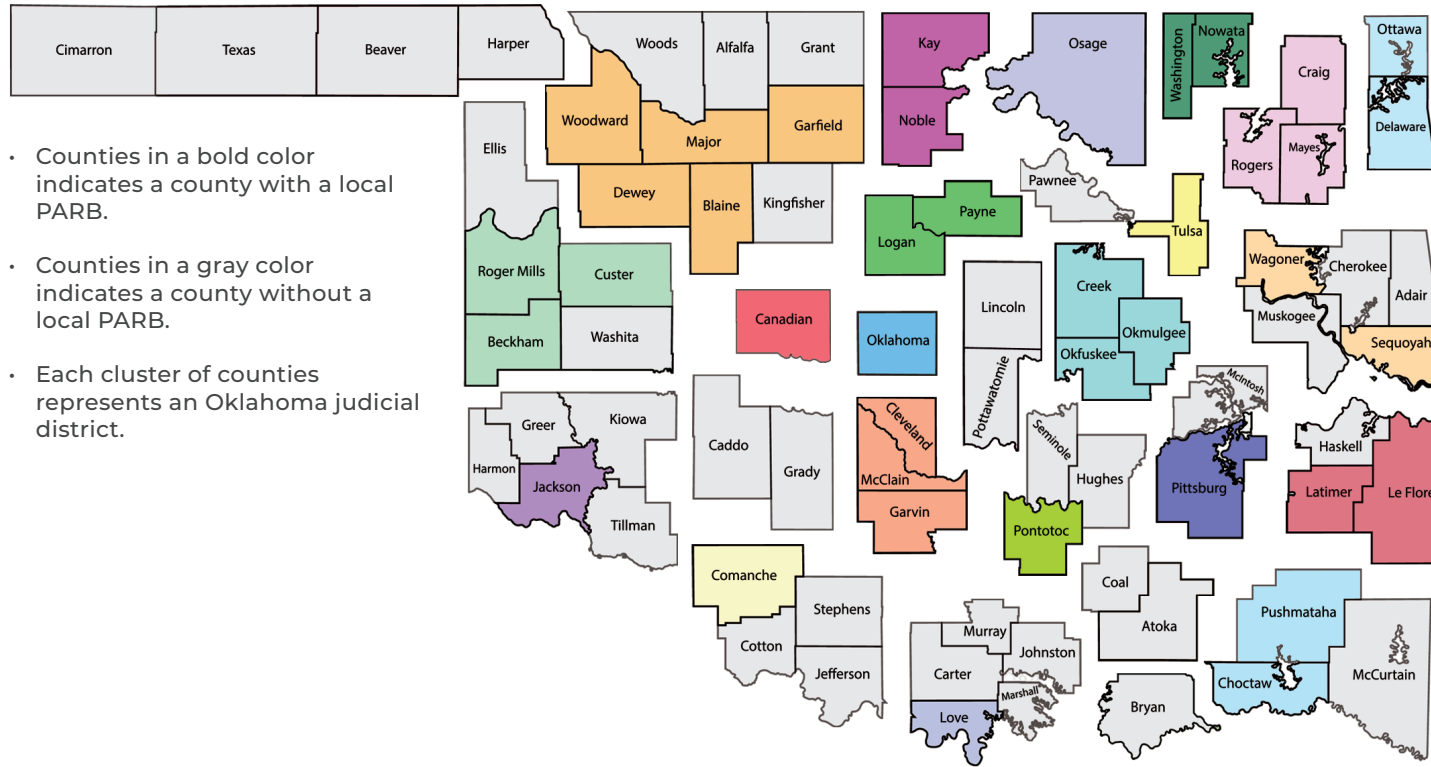 • Counties in a bold color
indicates a county with a local
PARB.
• Counties in a gray color
indicates a county without a
local PARB.
• Each cluster of counties
represents an Oklahoma judicial
district.
Cimarron
Texas
Beaver
Harper
Woods
Alfalfa
Grant
Woodward
Major
Garfield
Ellis
Dewey
Blaine
Kingfisher
Kay
Noble
Osage
Washington
Nowata
Craig
Rogers
Mayes
Ottawa
Delaware
Pawnee
Tulsa
Payne
Logan
Roger Mills
Custer
Beckham
Washita
Canadian
Oklahoma
Lincoln
Pottawatomie
Creek
Okmulgee
Okfuskee
Wagoner
Cherokee
Adair
Muskogee
Sequoyah
Greer
Kiowa
Harmon
Jackson
Tillman
Caddo
Grady
Cleveland
McClain
Garvin
Seminole
Hughes
Pontotoc
McIntosh
Pittsburg
Haskell
Latimer
Le Flore
Comanche
Stephens
Cotton
Jefferson
Murray
Johnston
Carter
Marshall
Love
Coal
Atoka
Bryan
Pushmataha
Choctaw
McCurtain